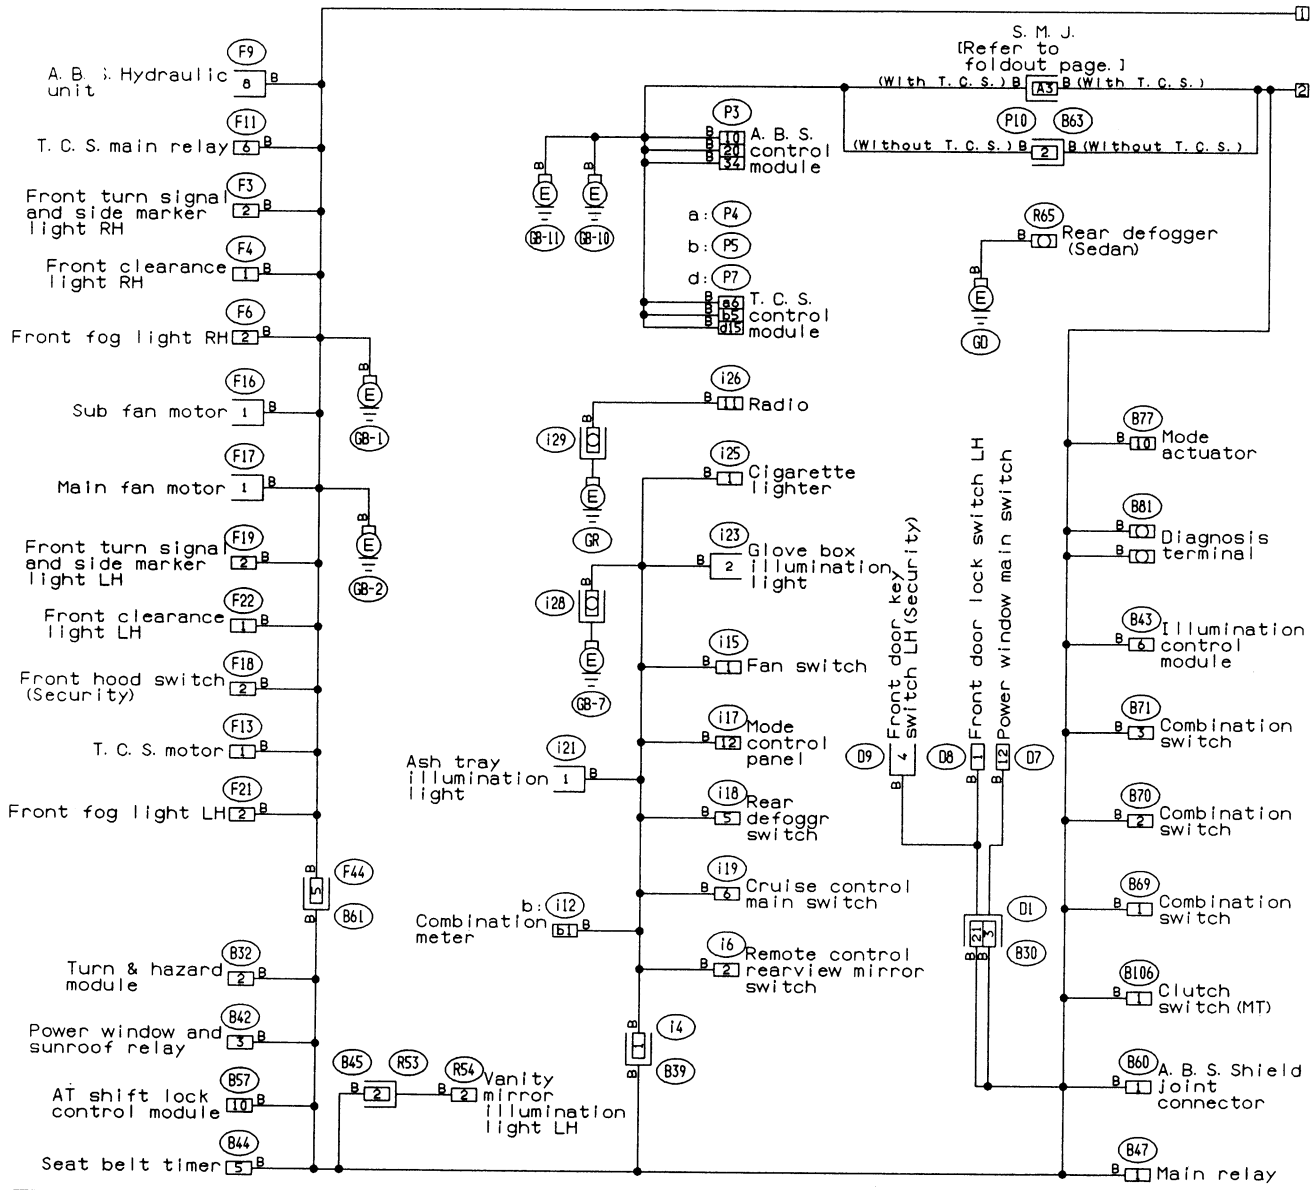 1
S. M. J.
[Refer to
foldout page. ]
(With T. C. S. ) B A3 B (With T. C. S. )
2
P10 B63
(Without T. C. S. ) B 2 B (Without T. C. S. )
F9
A. B. Hydraulic
unit
8 B
F11
T. C. S. main relay 6 B
F3
Front turn signal
and side marker
light RH
2 B
F4
Front clearance
light RH
1 B
F6
Front fog light RH 2 B
B
E
GB-1
F16
Sub fan motor 1 B
F17
Main fan motor 1 B
B
E
GB-2
F19
Front turn signal
and side marker
light LH
2 B
F22
Front clearance
light LH
1 B
F18
Front hood switch
(Security)
2 B
F13
T. C. S. motor 1 B
F21
Front fog light LH 2 B
B
5
F44
B
B61
B32
Turn & hazard
module
2 B
B42
Power window and
sunroof relay
3 B
B57
AT shift lock
control module
10 B
B44
Seat belt timer 5 B
B45 R53 R54
B 2 B B 2
Vanity
mirror
illumination
light LH
P3
B 10
B 20
B 34
A. B. S.
control
module
B B
E E
GB-11 GB-10
a: P4
b: P5
d: P7
B a6
B b5
B d15
T. C. S.
control
module
R65
B
Rear defogger
(Sedan)
B
E
GD
i26
B 11 Radio
B
i29
E
GR
i25
B 1
Cigarette
lighter
i23
B 2
Glove box
illumination
light
B
i28
E
GB-7
i15
B 1 Fan switch
i17
B 12
Mode
control
panel
i21
Ash tray
illumination
light
1 B
i18
B 5
Rear
defoggr
switch
i19
B 6
Cruise control
main switch
b: i12
Combination
meter
b1 B
i6
B 2
Remote control
rearview mirror
switch
B
1
i4
B
B39
Front door key
switch LH (Security)
Front door lock switch LH
Power window main switch
D9 4 D8 1 12 D7
B B B
21 3
D1
B B
B30
B77
B 10
Mode
actuator
B81
B
B
Diagnosis
terminal
B43
B 6
Illumination
control
module
B71
B 3
Combination
switch
B70
B 2
Combination
switch
B69
B 1
Combination
switch
B106
B 1
Clutch
switch (MT)
B60
B 1
A. B. S. Shield
joint
connector
B47
B 1 Main relay